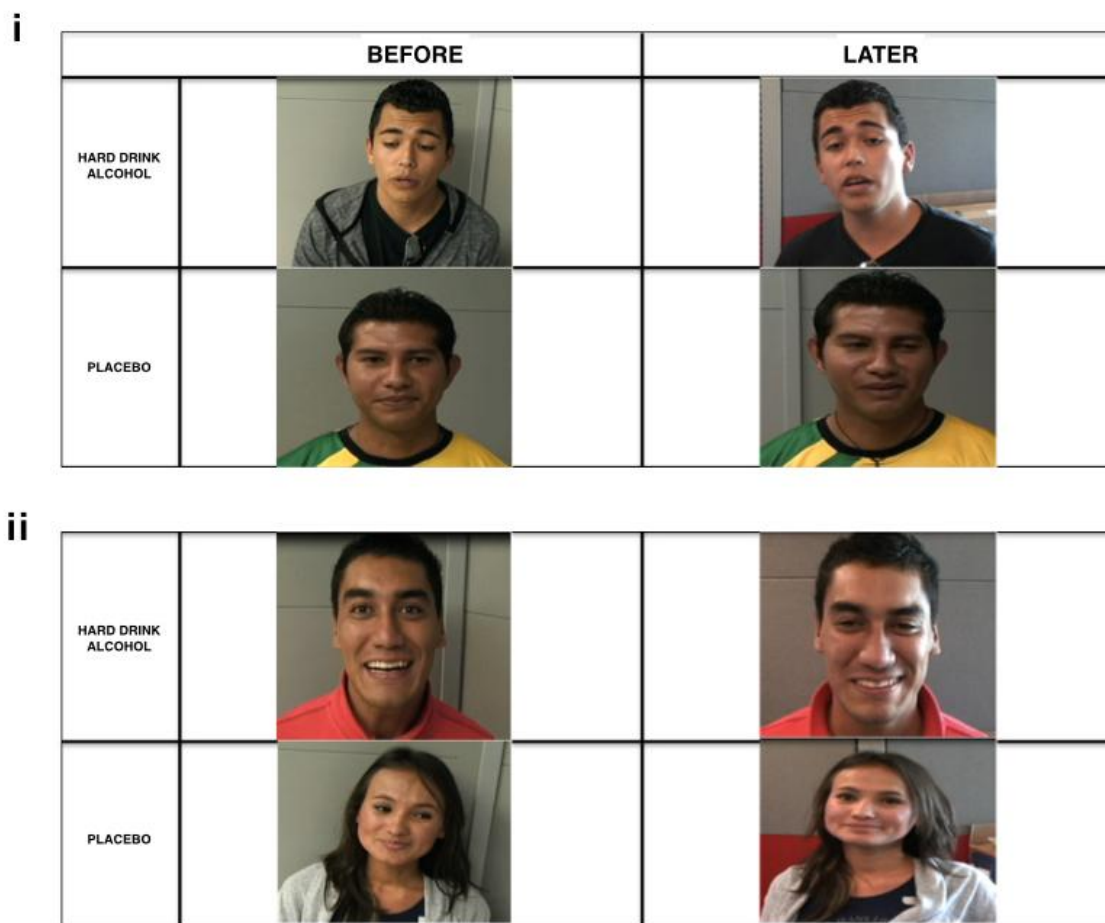 i
BEFORE LATER
HARD DRINK
ALCOHOL
PLACEBO
ii
HARD DRINK
ALCOHOL
PLACEBO